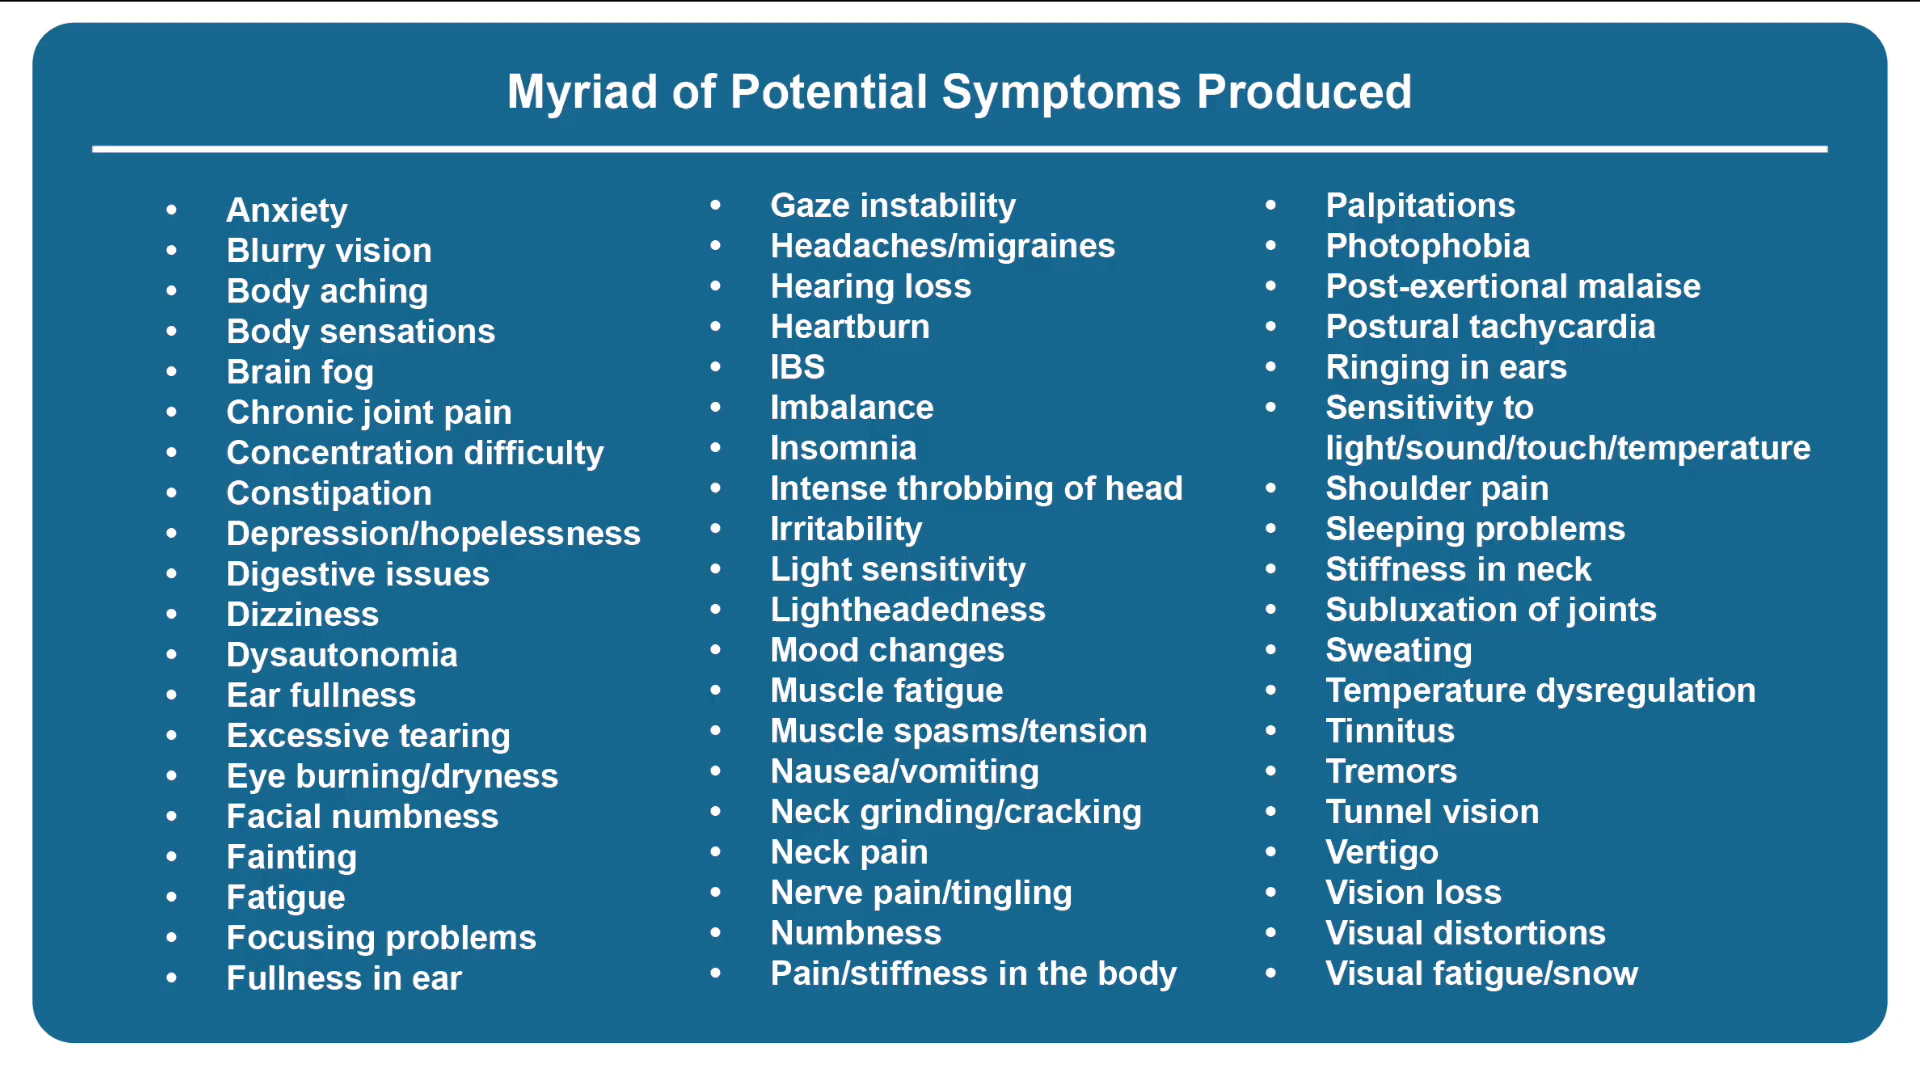 Myriad of Potential Symptoms Produced
• Anxiety
• Blurry vision
• Body aching
• Body sensations
• Brain fog
• Chronic joint pain
• Concentration difficulty
• Constipation
• Depression/hopelessness
• Digestive issues
• Dizziness
• Dysautonomia
• Ear fullness
• Excessive tearing
• Eye burning/dryness
• Facial numbness
• Fainting
• Fatigue
• Focusing problems
• Fullness in ear
• Gaze instability
• Headaches/migraines
• Hearing loss
• Heartburn
• IBS
• Imbalance
• Insomnia
• Intense throbbing of head
• Irritability
• Light sensitivity
• Lightheadedness
• Mood changes
• Muscle fatigue
• Muscle spasms/tension
• Nausea/vomiting
• Neck grinding/cracking
• Neck pain
• Nerve pain/tingling
• Numbness
• Pain/stiffness in the body
• Palpitations
• Photophobia
• Post-exertional malaise
• Postural tachycardia
• Ringing in ears
• Sensitivity to
light/sound/touch/temperature
• Shoulder pain
• Sleeping problems
• Stiffness in neck
• Subluxation of joints
• Sweating
• Temperature dysregulation
• Tinnitus
• Tremors
• Tunnel vision
• Vertigo
• Vision loss
• Visual distortions
• Visual fatigue/snow